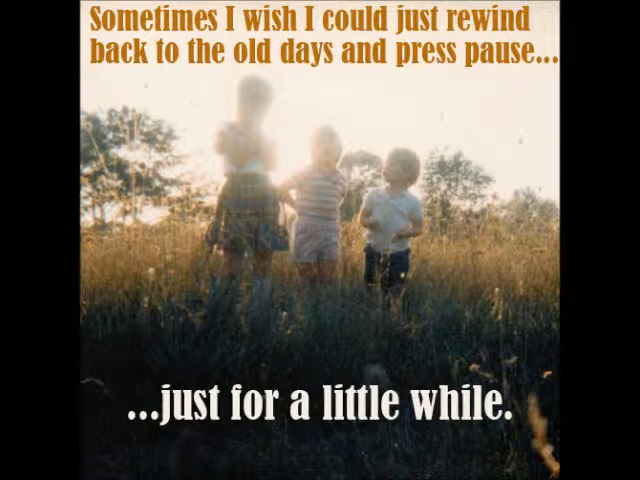 Sometimes I wish I could just rewind
back to the old days and press pause...
...just for a little while.